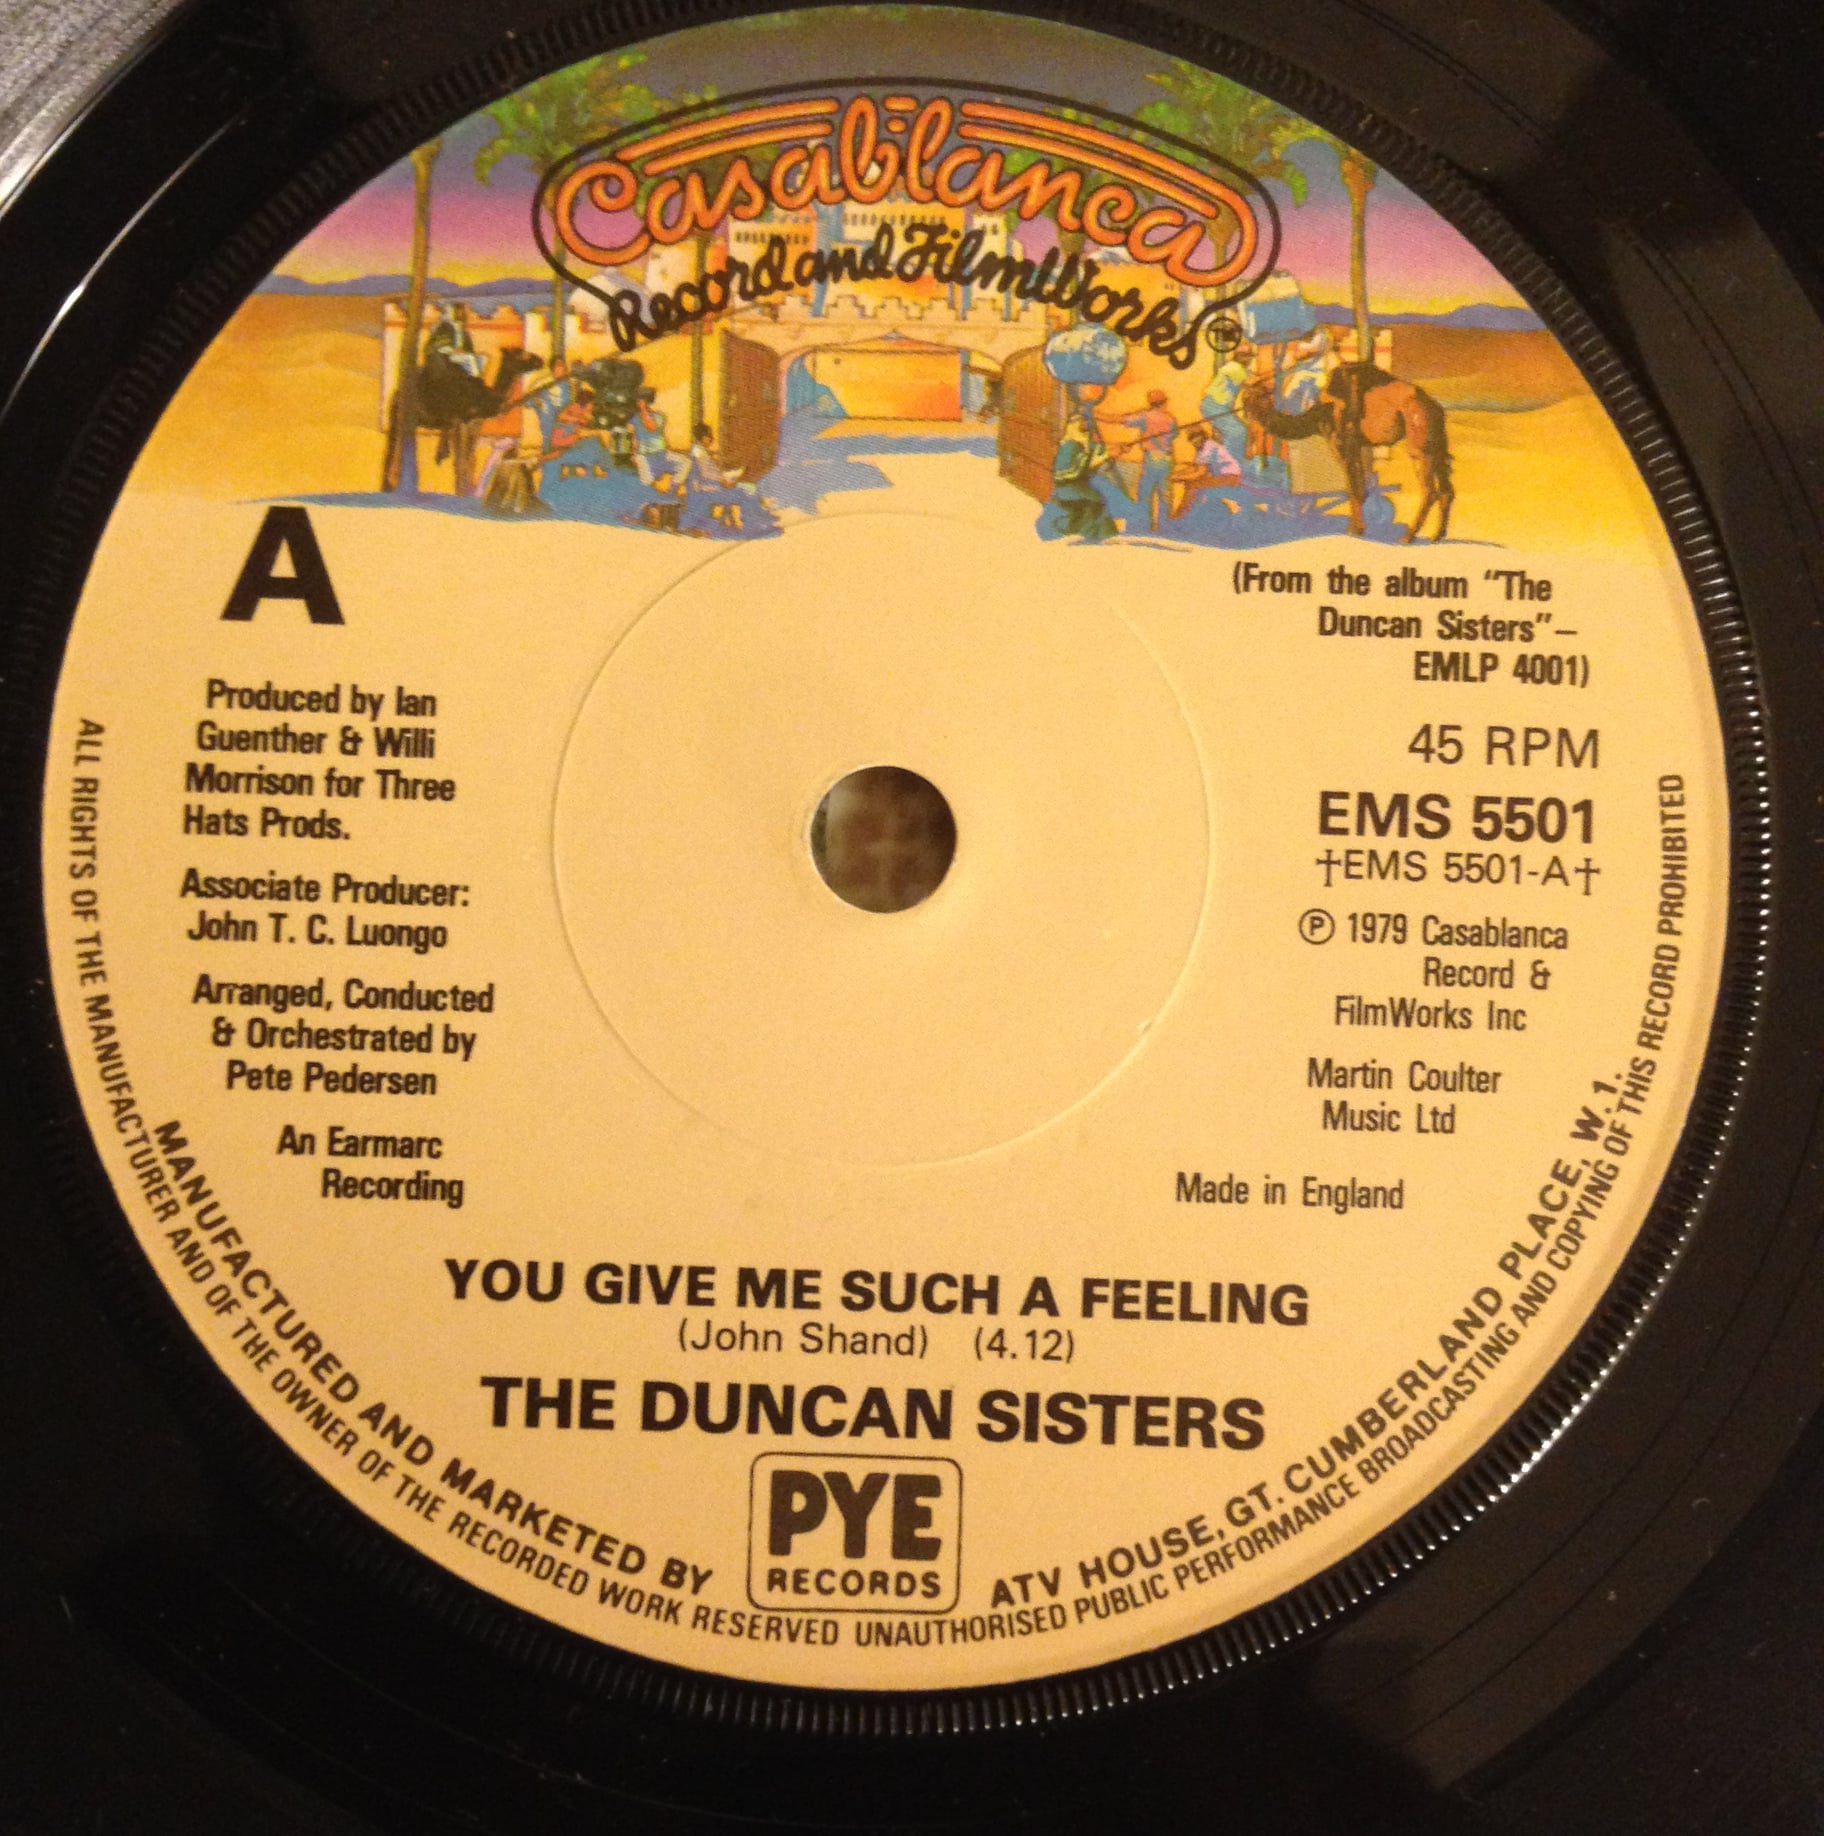 Casablanca
Record and FilmWorks™
A
(From the album "The
Duncan Sisters"–
EMLP 4001)
45 RPM
EMS 5501
†EMS 5501-A†
Ⓟ 1979 Casablanca
Record &
FilmWorks Inc
Martin Coulter
Music Ltd
Made in England
Produced by Ian
Guenther & Willi
Morrison for Three
Hats Prods.
Associate Producer:
John T. C. Luongo
Arranged, Conducted
& Orchestrated by
Pete Pedersen
An Earmarc
Recording
YOU GIVE ME SUCH A FEELING
(John Shand) (4.12)
THE DUNCAN SISTERS
PYE
RECORDS
MANUFACTURED AND MARKETED BY
ATV HOUSE, GT. CUMBERLAND PLACE, W.1.
ALL RIGHTS OF THE MANUFACTURER AND OF THE OWNER OF THE RECORDED WORK RESERVED UNAUTHORISED PUBLIC PERFORMANCE BROADCASTING AND COPYING OF THIS RECORD PROHIBITED